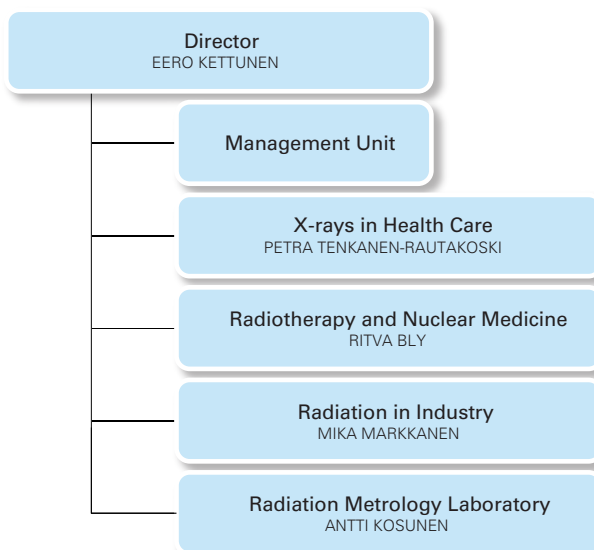 Director
EERO KETTUNEN
Management Unit
X-rays in Health Care
PETRA TENKANEN-RAUTAKOSKI
Radiotherapy and Nuclear Medicine
RITVA BLY
Radiation in Industry
MIKA MARKKANEN
Radiation Metrology Laboratory
ANTTI KOSUNEN